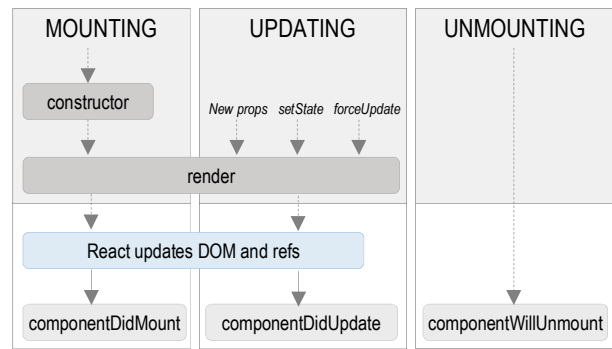 MOUNTING
UPDATING
UNMOUNTING
constructor
New props
setState
forceUpdate
render
React updates DOM and refs
componentDidMount
componentDidUpdate
componentWillUnmount